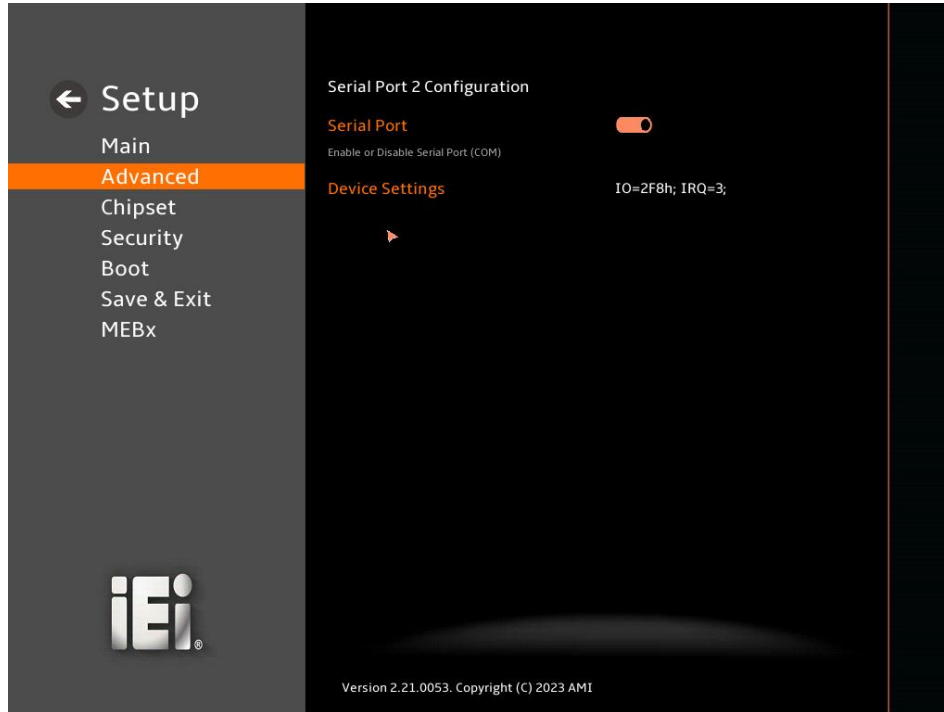 Setup
Main
Advanced
Chipset
Security
Boot
Save & Exit
MEBx
iEi®
Serial Port 2 Configuration
Serial Port
Enable or Disable Serial Port (COM)
Device Settings IO=2F8h; IRQ=3;
Version 2.21.0053. Copyright (C) 2023 AMI